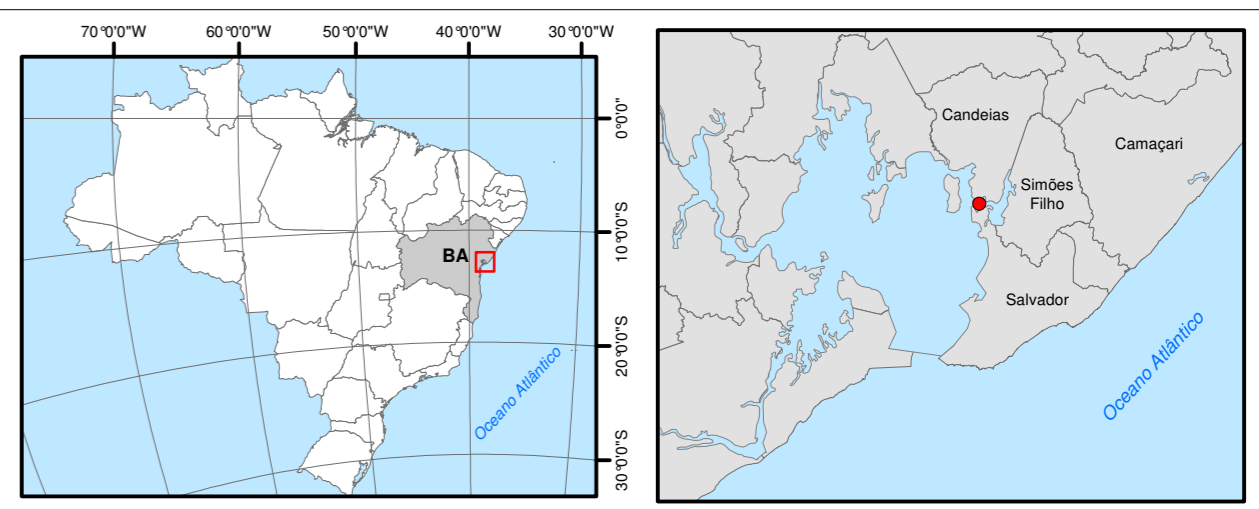 70°0'0"W
60°0'0"W
50°0'0"W
40°0'0"W
30°0'0"W
0°0'0"
10°0'0"S
20°0'0"S
30°0'0"S
BA
Oceano Atlântico
Candeias
Camaçari
Simões
Filho
Salvador
Oceano Atlântico